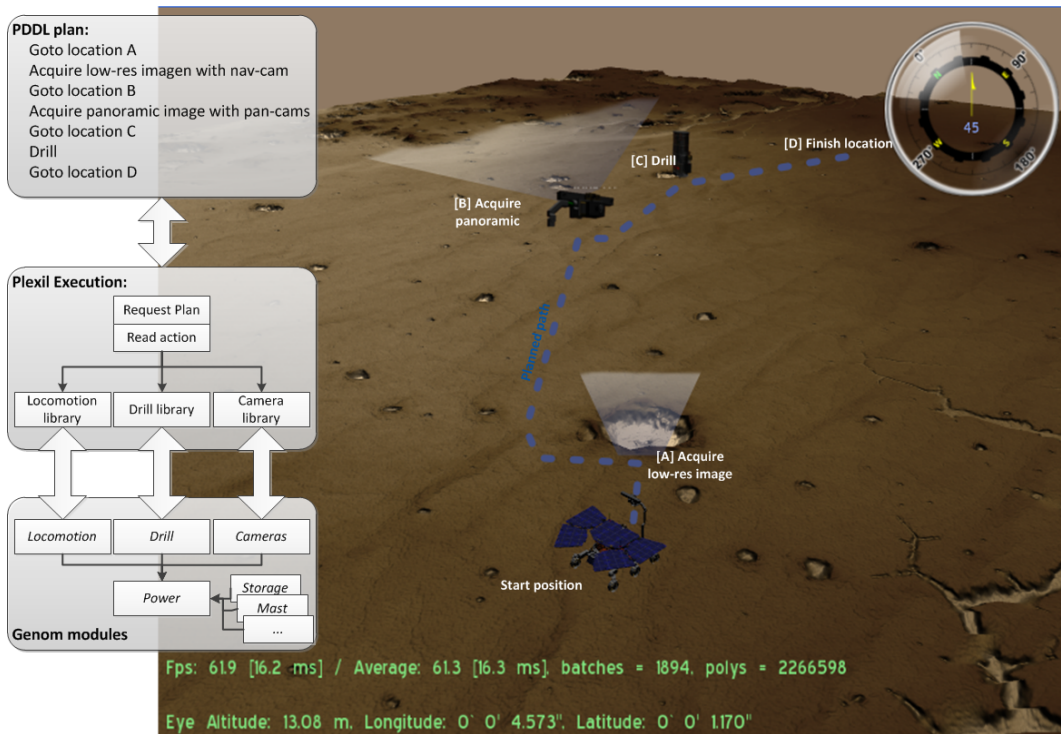 PDDL plan:
Goto location A
Acquire low-res imagen with nav-cam
Goto location B
Acquire panoramic image with pan-cams
Goto location C
Drill
Goto location D
Plexil Execution:
Request Plan
Read action
Locomotion
library
Drill library
Camera
library
Locomotion
Drill
Cameras
Power
Storage
Mast
...
Genom modules
0°
90°
180°
270°
N
E
S
W
45
[D] Finish location
[C] Drill
[B] Acquire
panoramic
Planned path
[A] Acquire
low-res image
Start position
Fps: 61.9 [16.2 ms] / Average: 61.3 [16.3 ms], batches = 1894, polys = 2266598
Eye Altitude: 13.08 m, Longitude: 0° 0' 4.573", Latitude: 0° 0' 1.170"